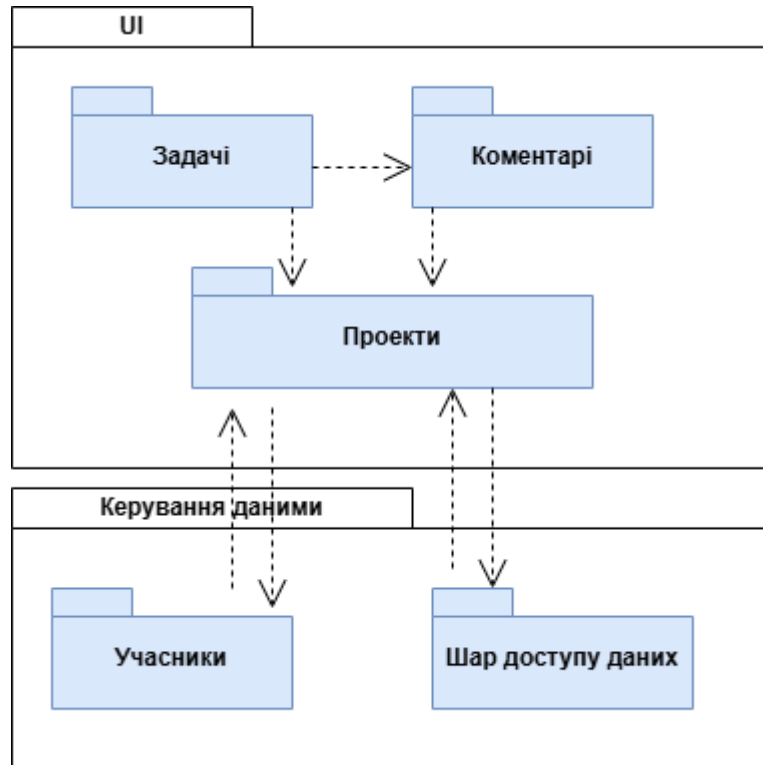 UI
Задачі
Коментарі
Проекти
Керування даними
Учасники
Шар доступу даних